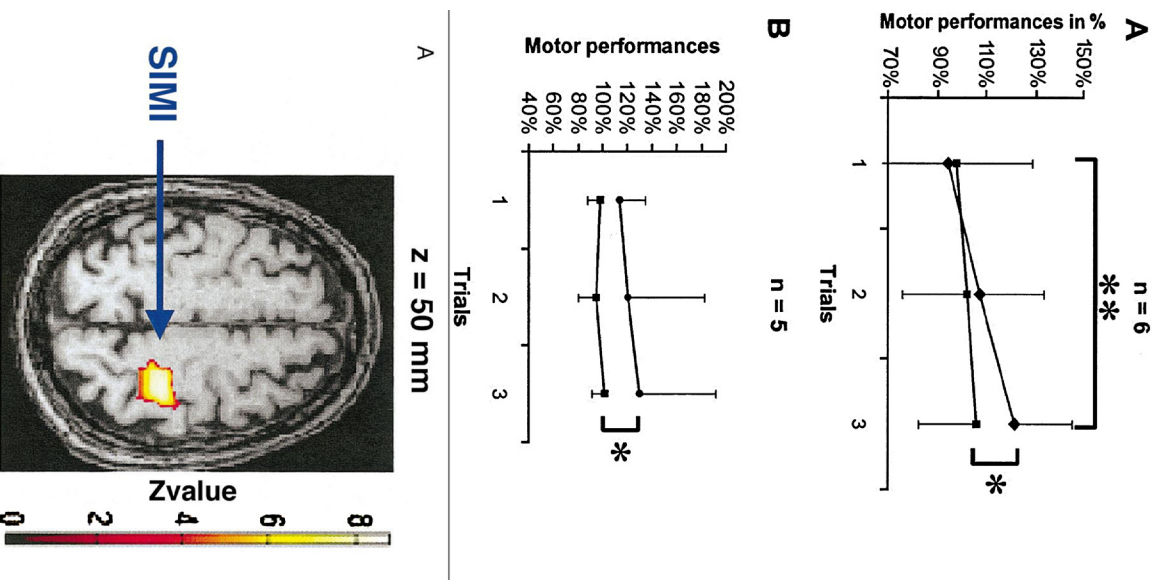 A
n = 6
**
Motor performances in %
150%
130%
110%
90%
70%
*
1 2 3
Trials
B
n = 5
Motor performances
200%
180%
160%
140%
120%
100%
80%
60%
40%
*
1 2 3
Trials
A
z = 50 mm
SIMI
Zvalue
0 2 4 6 8